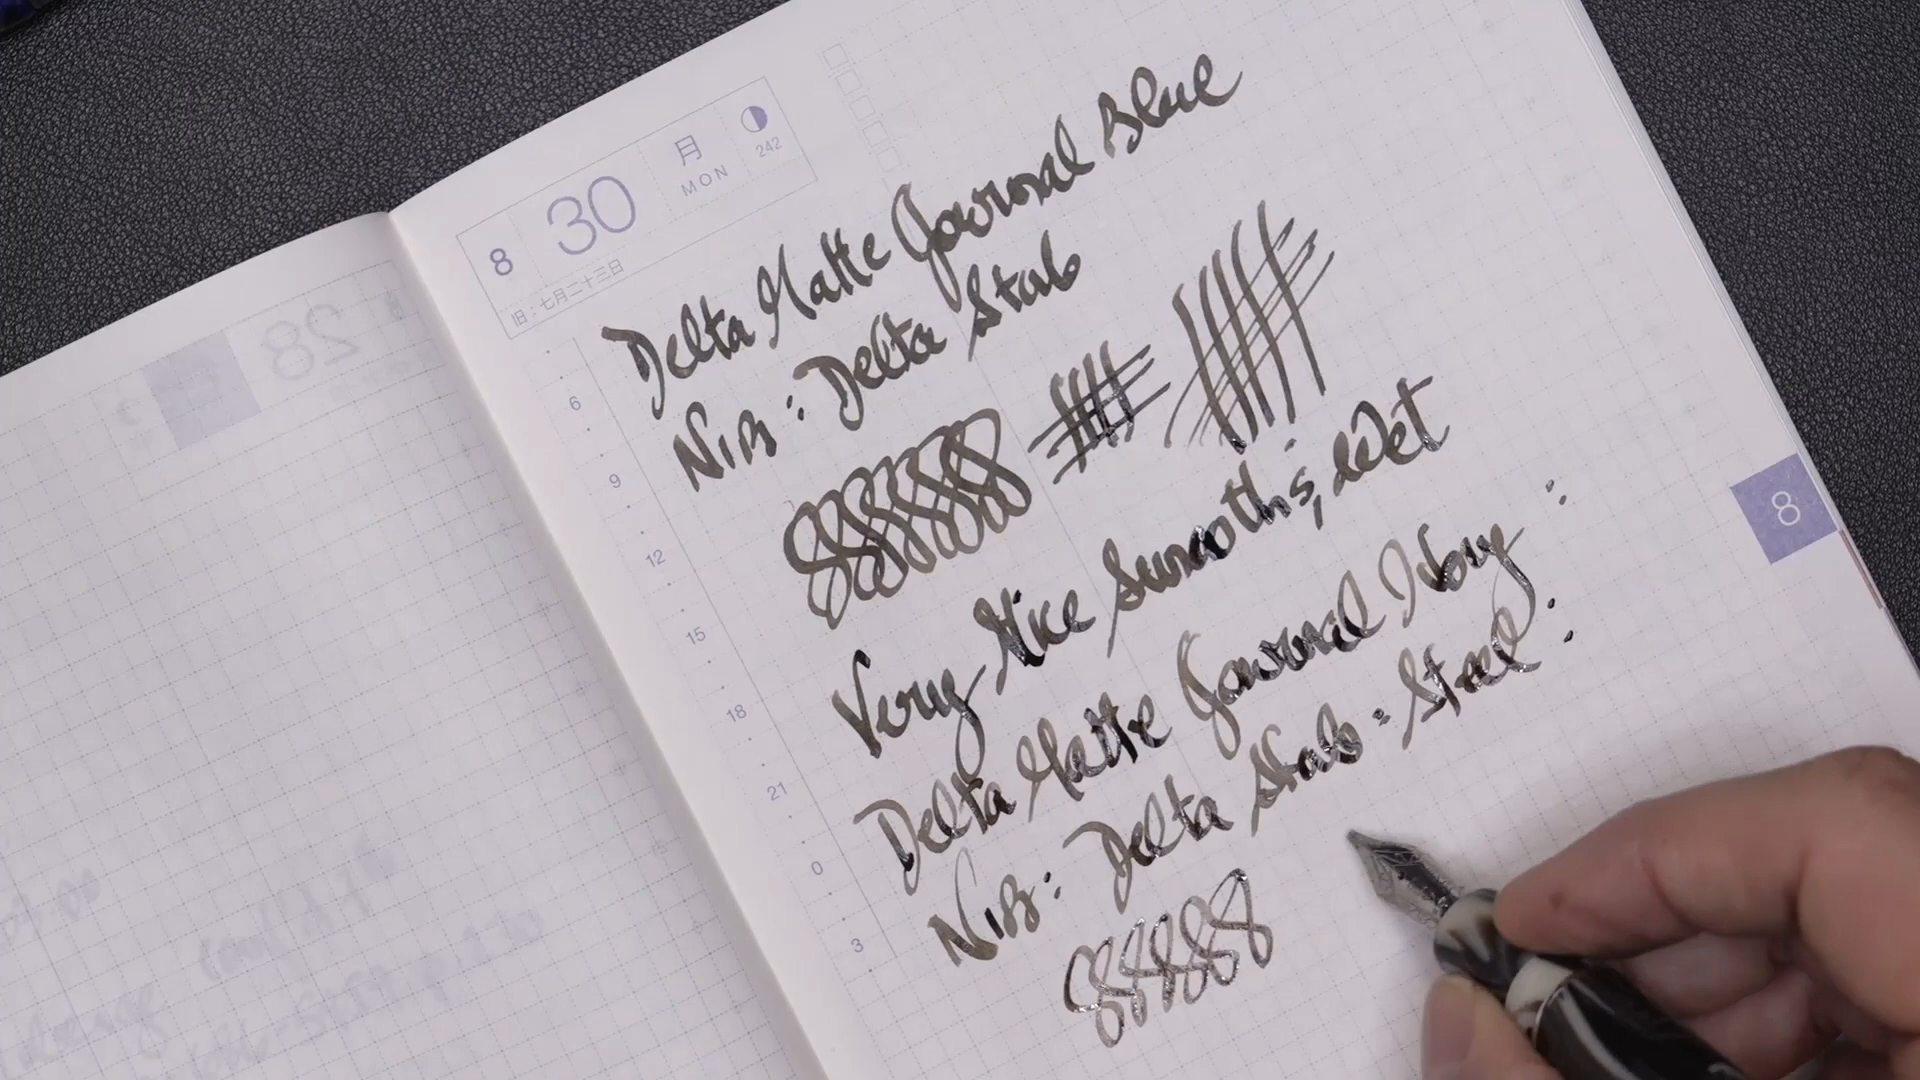 8 30 月 MON 242
旧:七月二十三日
Delta Matte Journal Blue
NIB: Delta Stub
6
9
12
15
18
21
0
3
Very Nice Smooth, Wet
Delta Matte Journal Ivory:
NIB: Delta Stub - Steel:
888888
8
28